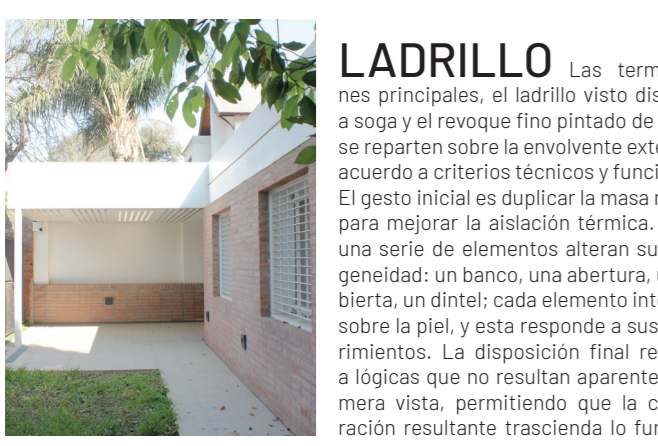 LADRILLO Las term
nes principales, el ladrillo visto dis
a soga y el revoque fino pintado de
se reparten sobre la envolvente exte
acuerdo a criterios técnicos y funci
El gesto inicial es duplicar la masa
para mejorar la aislación térmica.
una serie de elementos alteran su
geneidad: un banco, una abertura,
bierta, un dintel; cada elemento inte
sobre la piel, y esta responde a sus
rimientos. La disposición final re
a lógicas que no resultan aparente
mera vista, permitiendo que la c
ración resultante trascienda lo fu